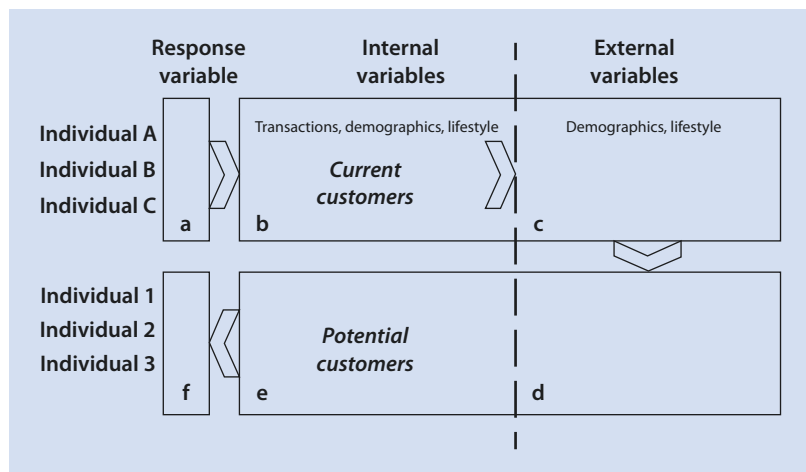 Response variable
Internal variables
External variables
Individual A
Individual B
Individual C
Transactions, demographics, lifestyle
Demographics, lifestyle
Current customers
a
b
c
Individual 1
Individual 2
Individual 3
Potential customers
f
e
d